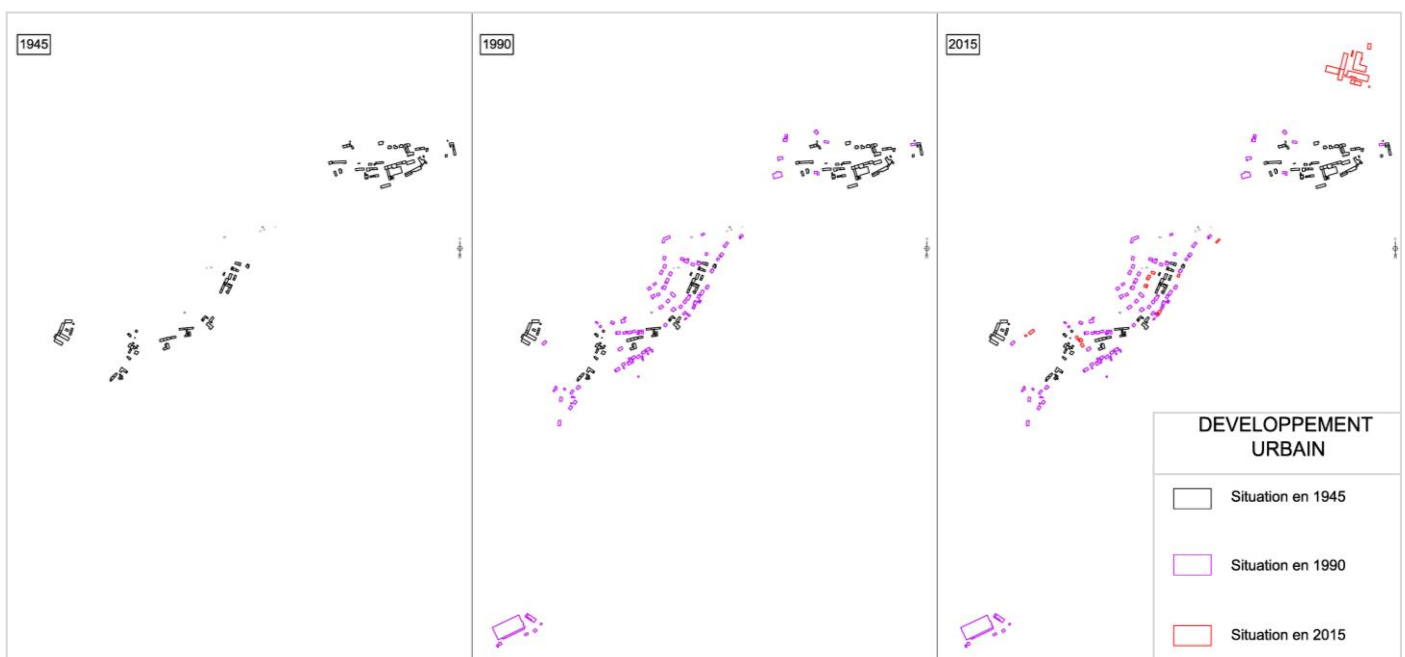 1945
1990
2015
DEVELOPPEMENT
URBAIN
Situation en 1945
Situation en 1990
Situation en 2015